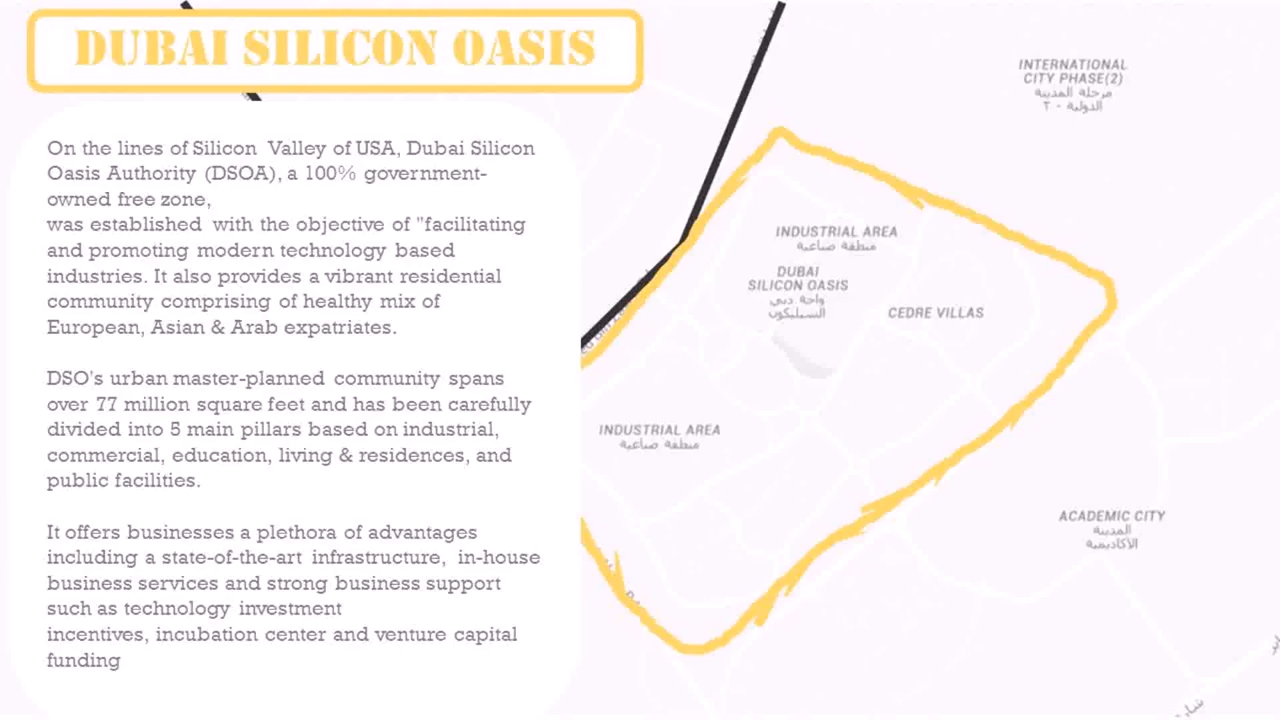 DUBAI SILICON OASIS
On the lines of Silicon Valley of USA, Dubai Silicon
Oasis Authority (DSOA), a 100% government-
owned free zone,
was established with the objective of "facilitating
and promoting modern technology based
industries. It also provides a vibrant residential
community comprising of healthy mix of
European, Asian & Arab expatriates.
DSO's urban master-planned community spans
over 77 million square feet and has been carefully
divided into 5 main pillars based on industrial,
commercial, education, living & residences, and
public facilities.
It offers businesses a plethora of advantages
including a state-of-the-art infrastructure, in-house
business services and strong business support
such as technology investment
incentives, incubation center and venture capital
funding
INTERNATIONAL
CITY PHASE(2)
مرحلة المدينة
الدولية - ٢
INDUSTRIAL AREA
منطقة صناعية
DUBAI
SILICON OASIS
واحة دبي
السيليكون
CEDRE VILLAS
INDUSTRIAL AREA
منطقة صناعية
ACADEMIC CITY
المدينة
الأكاديمية